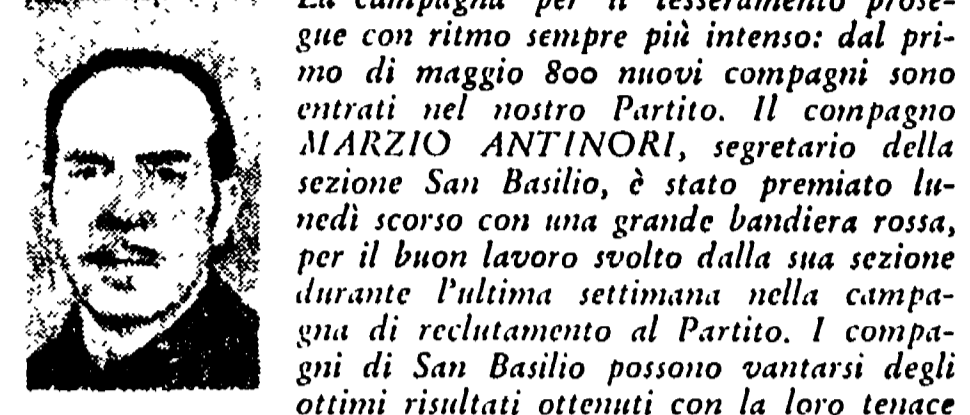 La campagna per il tesseramento prose-
gue con ritmo sempre più intenso: dal pri-
mo di maggio 800 nuovi compagni sono
entrati nel nostro Partito. Il compagno
MARZIO ANTINORI, segretario della
sezione San Basilio, è stato premiato lu-
nedì scorso con una grande bandiera rossa,
per il buon lavoro svolto dalla sua sezione
durante l'ultima settimana nella campa-
gna di reclutamento al Partito. I compa-
gni di San Basilio possono vantarsi degli
ottimi risultati ottenuti con la loro tenace